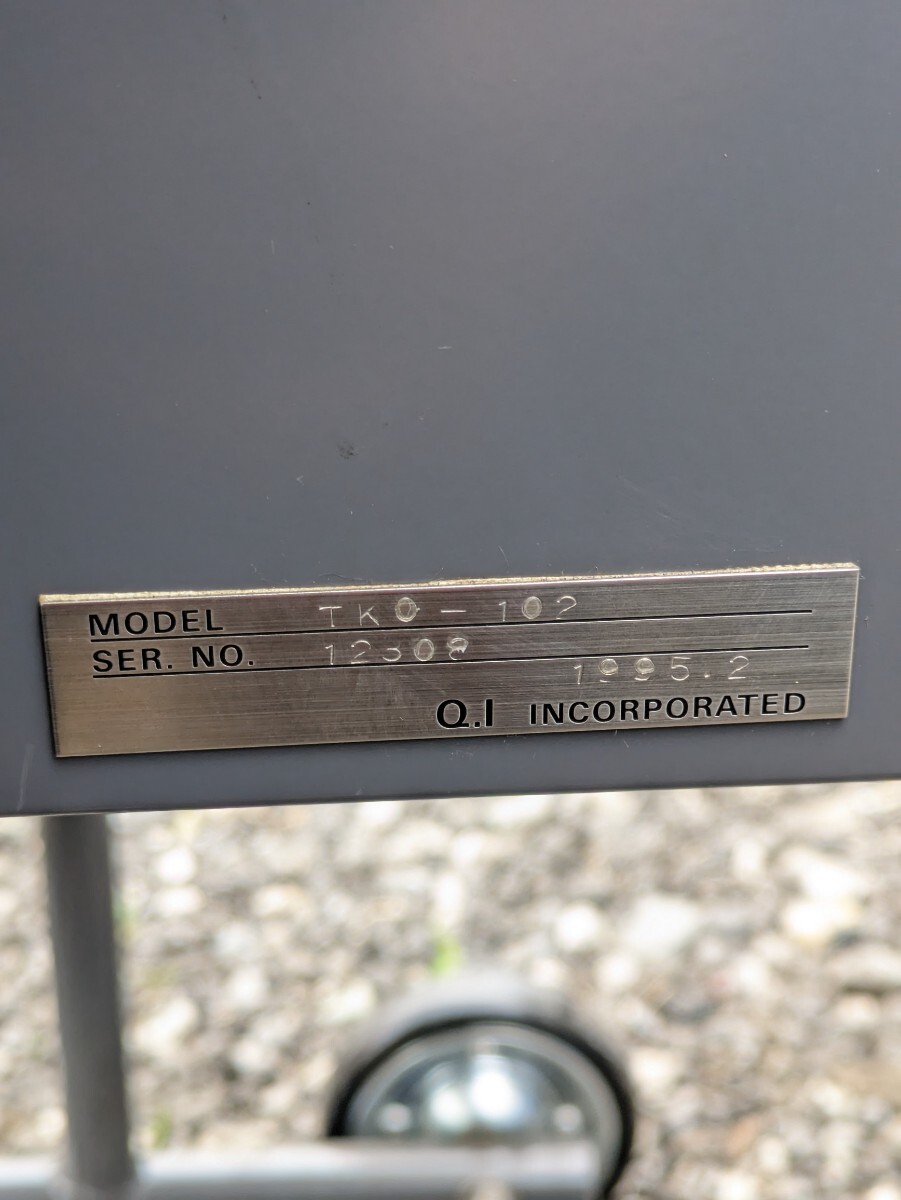 MODEL TKO-102
SER. NO. 12308
1995.2
Q.I INCORPORATED